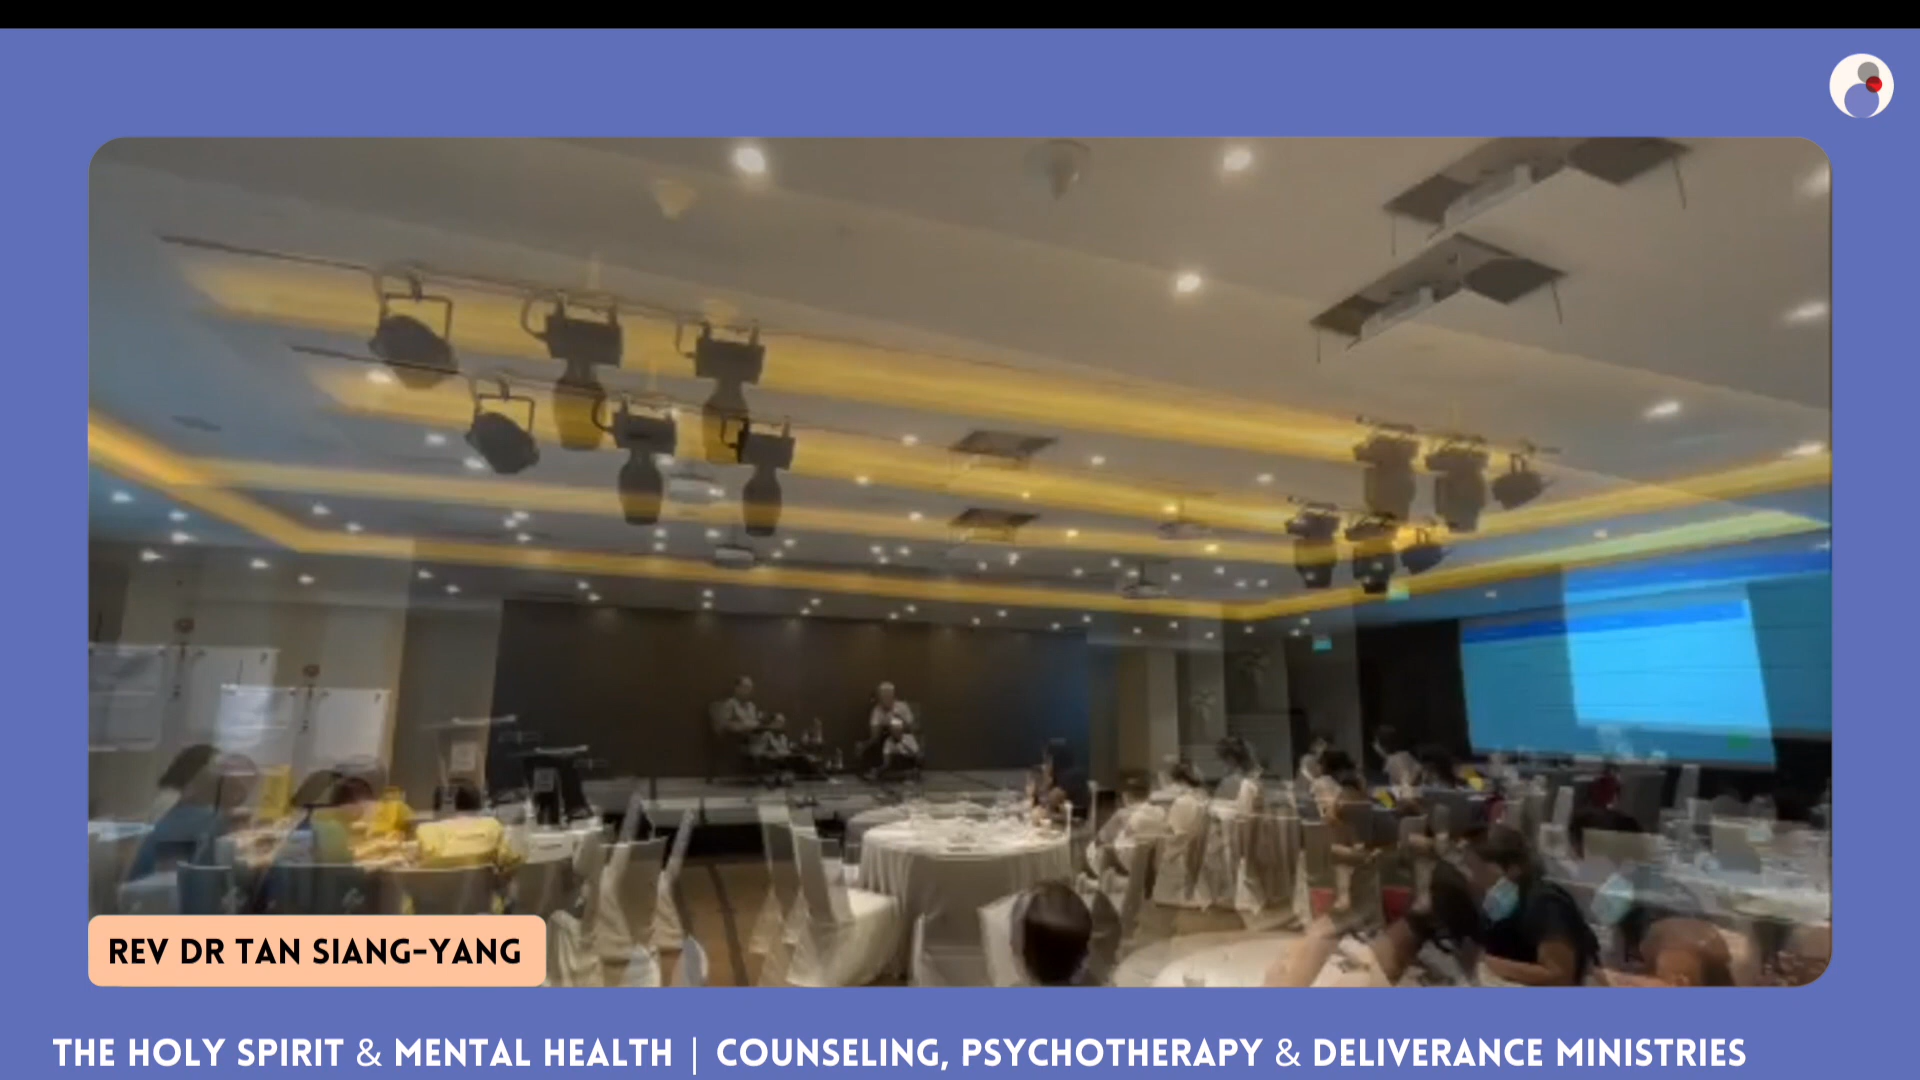 REV DR TAN SIANG-YANG
THE HOLY SPIRIT & MENTAL HEALTH | COUNSELING, PSYCHOTHERAPY & DELIVERANCE MINISTRIES